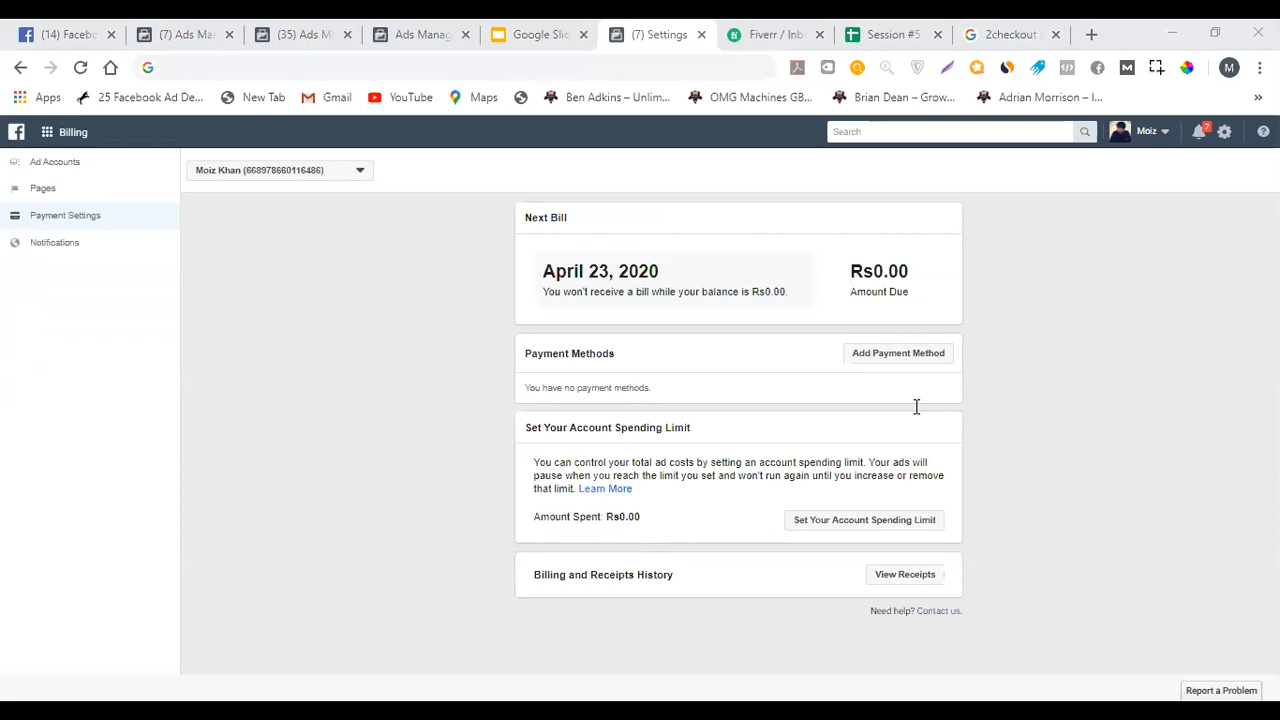 (14) Facebo
(7) Ads Ma
(35) Ads M
Ads Manag
Google Slid
(7) Settings
Fiverr / Inb
Session #5
2checkout
M
Apps
25 Facebook Ad De...
New Tab
Gmail
YouTube
Maps
Ben Adkins – Unlim...
OMG Machines GB...
Brian Dean – Grow...
Adrian Morrison – I...
»
Billing
Search
Moiz
7
Ad Accounts
Pages
Payment Settings
Notifications
Moiz Khan (668978660116486)
Next Bill
April 23, 2020
Rs0.00
You won't receive a bill while your balance is Rs0.00.
Amount Due
Payment Methods
Add Payment Method
You have no payment methods.
Set Your Account Spending Limit
You can control your total ad costs by setting an account spending limit. Your ads will
pause when you reach the limit you set and won't run again until you increase or remove
that limit. Learn More
Amount Spent: Rs0.00
Set Your Account Spending Limit
Billing and Receipts History
View Receipts
Need help? Contact us.
Report a Problem